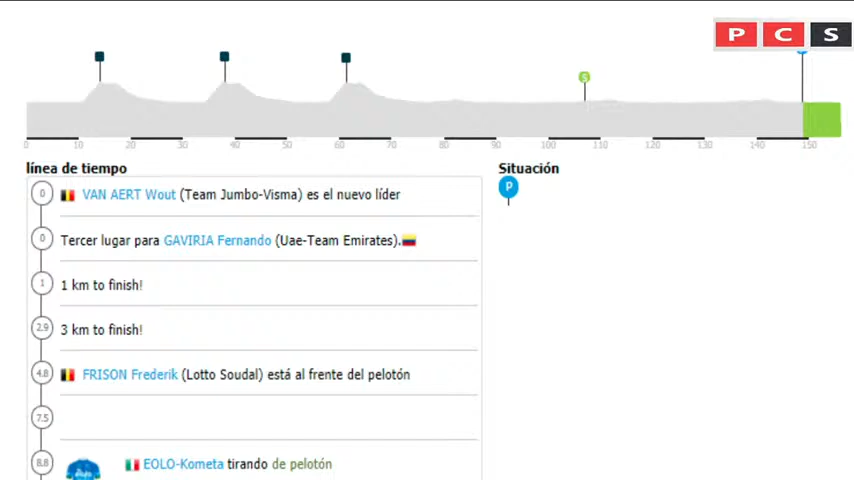 PCS
S
0 10 20 30 40 50 60 70 80 90 100 110 120 130 140 150
línea de tiempo
Situación
P
0 VAN AERT Wout (Team Jumbo-Visma) es el nuevo líder
0 Tercer lugar para GAVIRIA Fernando (Uae-Team Emirates).
1 1 km to finish!
2.9 3 km to finish!
4.8 FRISON Frederik (Lotto Soudal) está al frente del pelotón
7.5
8.8 EOLO-Kometa tirando de pelotón